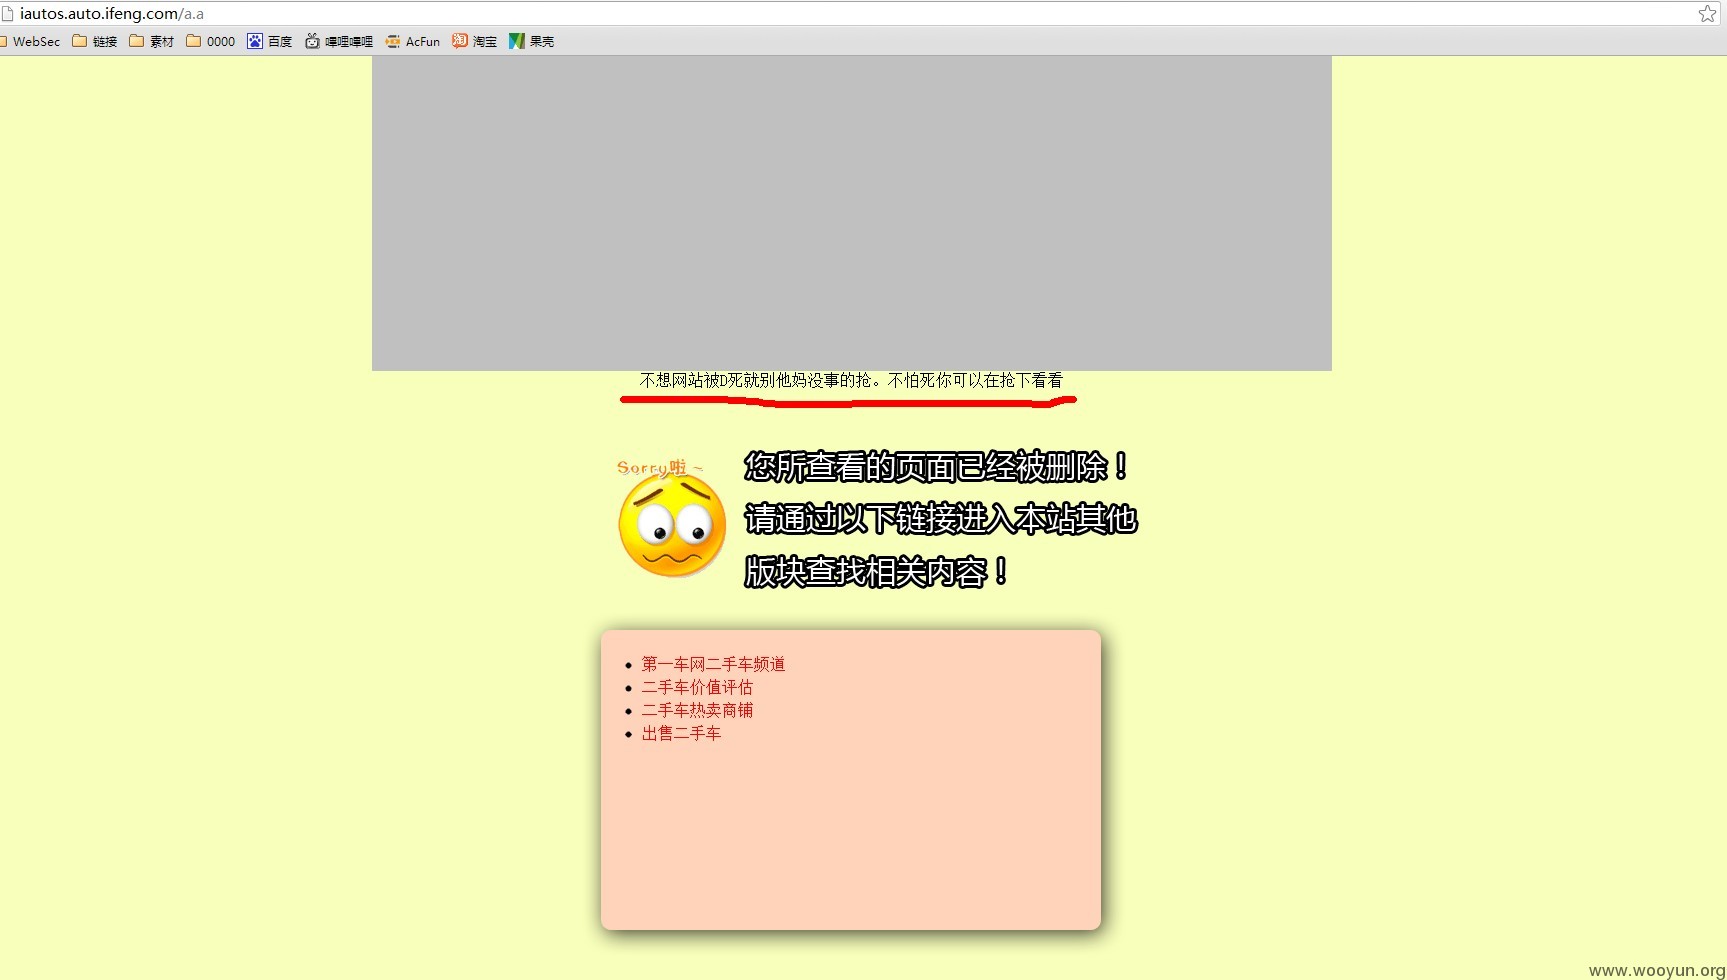 iautos.auto.ifeng.com/a.a
WebSec 链接 素材 0000 百度 嗶哩嗶哩 AcFun 淘宝 果壳
不想网站被D死就别他妈没事的抢。不怕死你可以在抢下看看
Sorry啦~
您所查看的页面已经被删除！
请通过以下链接进入本站其他
版块查找相关内容！
第一车网二手车频道
二手车价值评估
二手车热卖商铺
出售二手车
www.wooyun.org